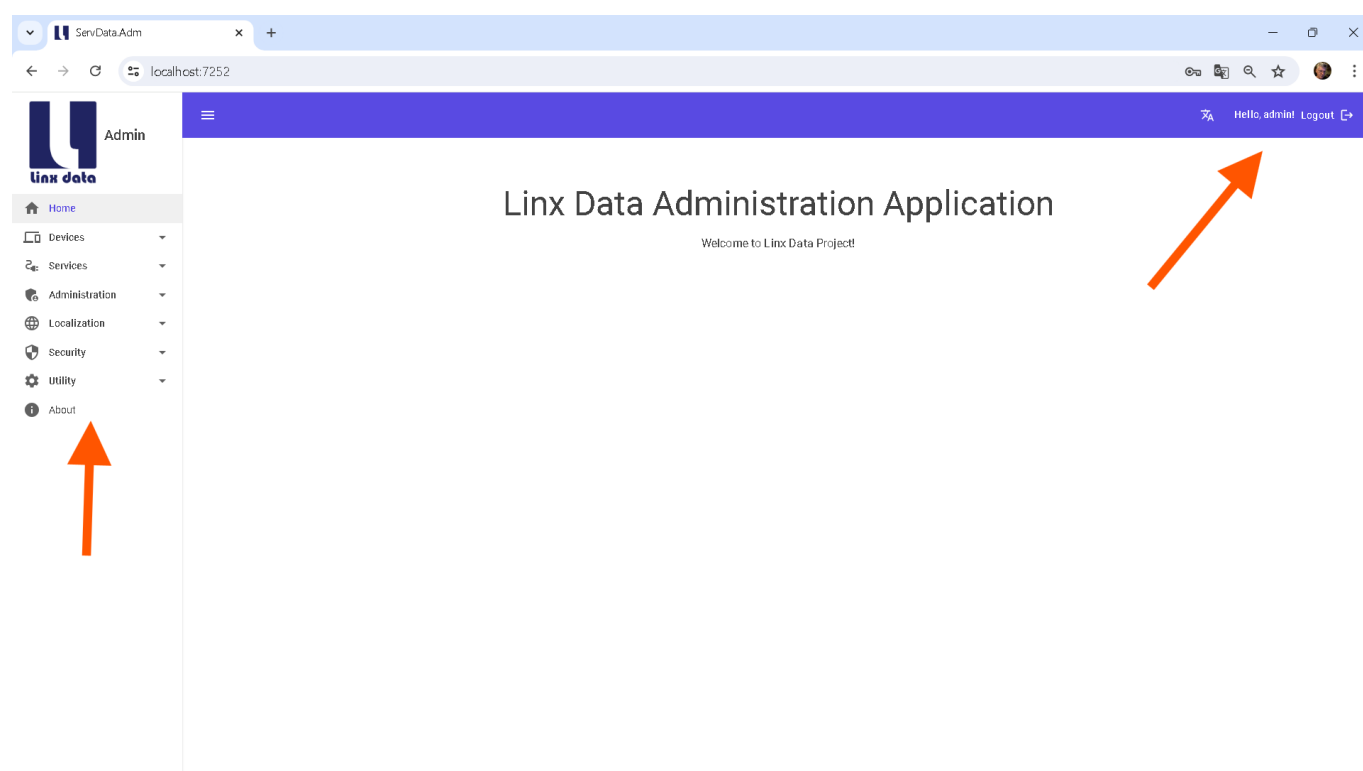 ServData.Adm
localhost:7252
linx data
Admin
Hello, admin! Logout
Home
Devices
Services
Administration
Localization
Security
Utility
About
Linx Data Administration Application
Welcome to Linx Data Project!